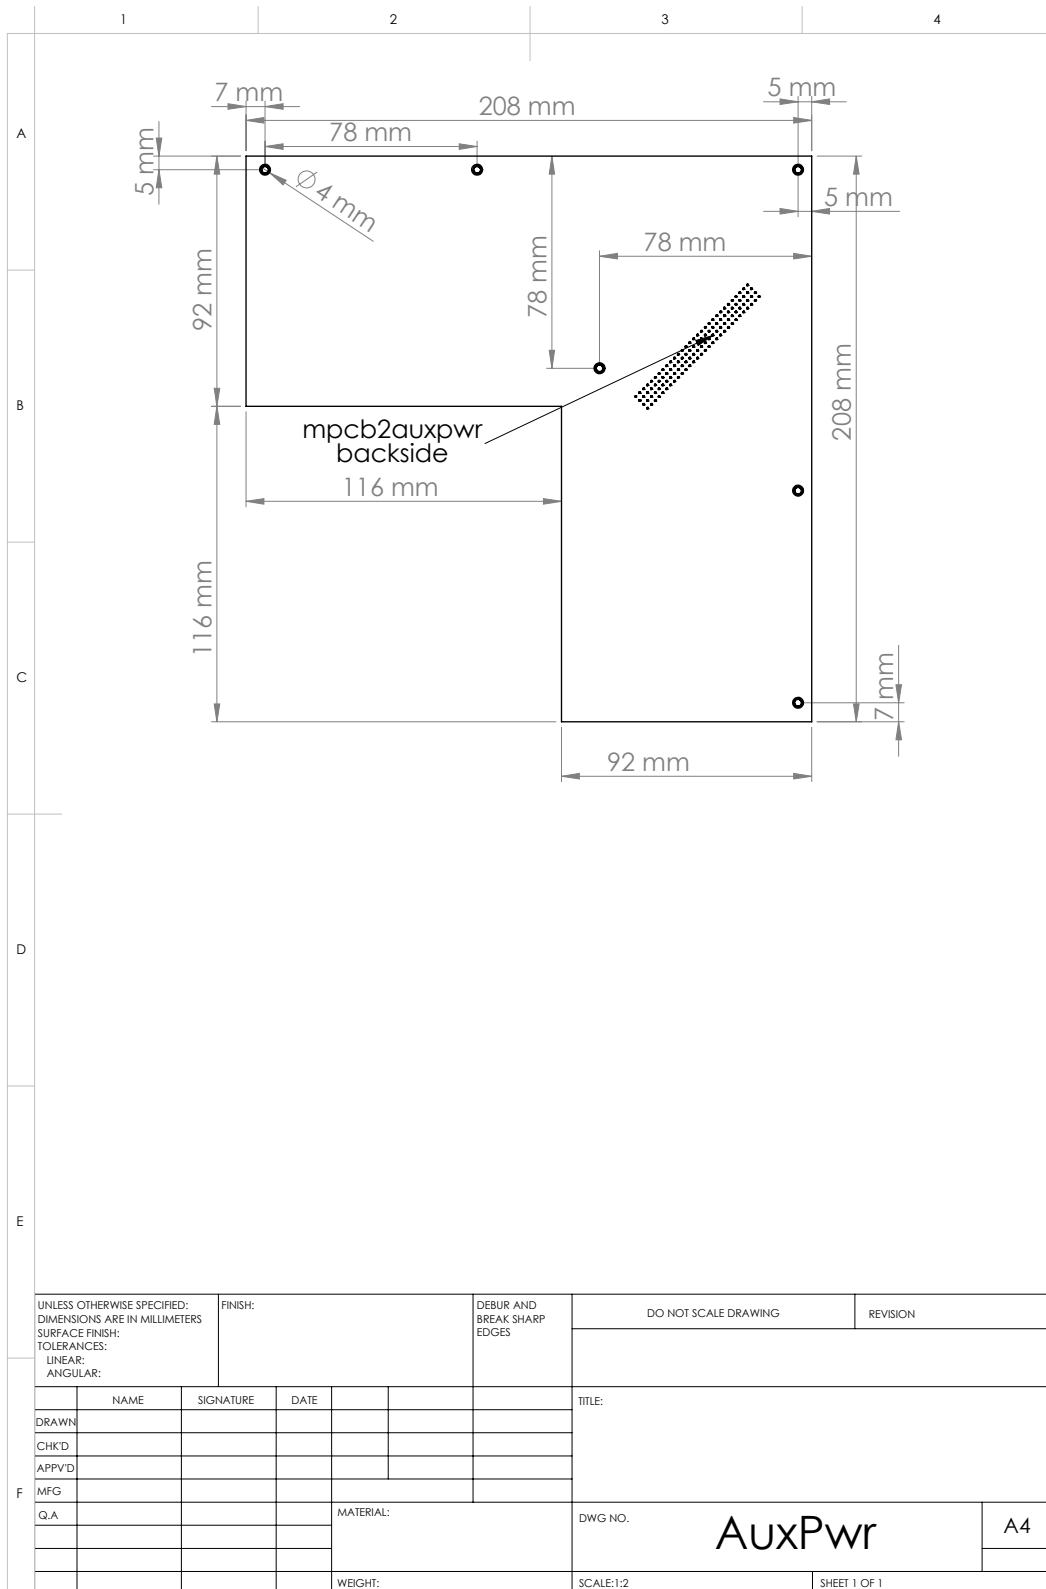 1
2
3
4
A
B
C
D
E
F
7 mm
5 mm
208 mm
78 mm
5 mm
⌀4 mm
5 mm
78 mm
78 mm
92 mm
208 mm
mpcb2auxpwr
backside
116 mm
116 mm
7 mm
92 mm
UNLESS OTHERWISE SPECIFIED:
DIMENSIONS ARE IN MILLIMETERS
SURFACE FINISH:
TOLERANCES:
LINEAR:
ANGULAR:
FINISH:
DEBUR AND
BREAK SHARP
EDGES
DO NOT SCALE DRAWING
REVISION
NAME
SIGNATURE
DATE
TITLE:
DRAWN
CHK'D
APPV'D
MFG
Q.A
MATERIAL:
DWG NO.
AuxPwr
A4
WEIGHT:
SCALE:1:2
SHEET 1 OF 1